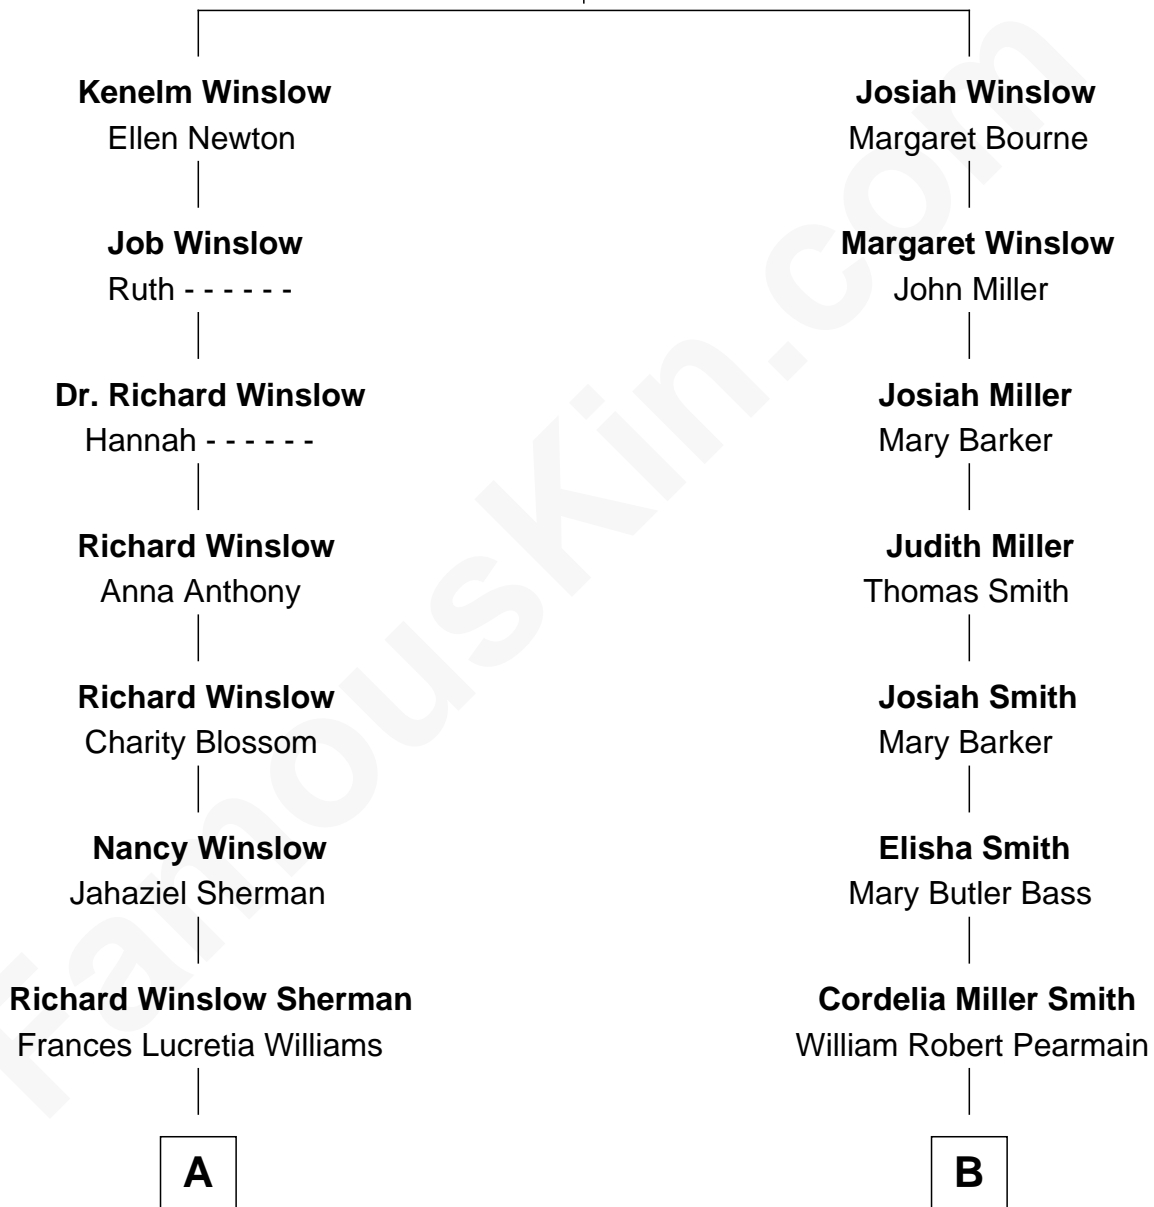 Kenelm Winslow
Ellen Newton
Job Winslow
Ruth - - - - - -
Dr. Richard Winslow
Hannah - - - - - -
Richard Winslow
Anna Anthony
Richard Winslow
Charity Blossom
Nancy Winslow
Jahaziel Sherman
Richard Winslow Sherman
Frances Lucretia Williams
A
Josiah Winslow
Margaret Bourne
Margaret Winslow
John Miller
Josiah Miller
Mary Barker
Judith Miller
Thomas Smith
Josiah Smith
Mary Barker
Elisha Smith
Mary Butler Bass
Cordelia Miller Smith
William Robert Pearmain
B
FamousKin.com